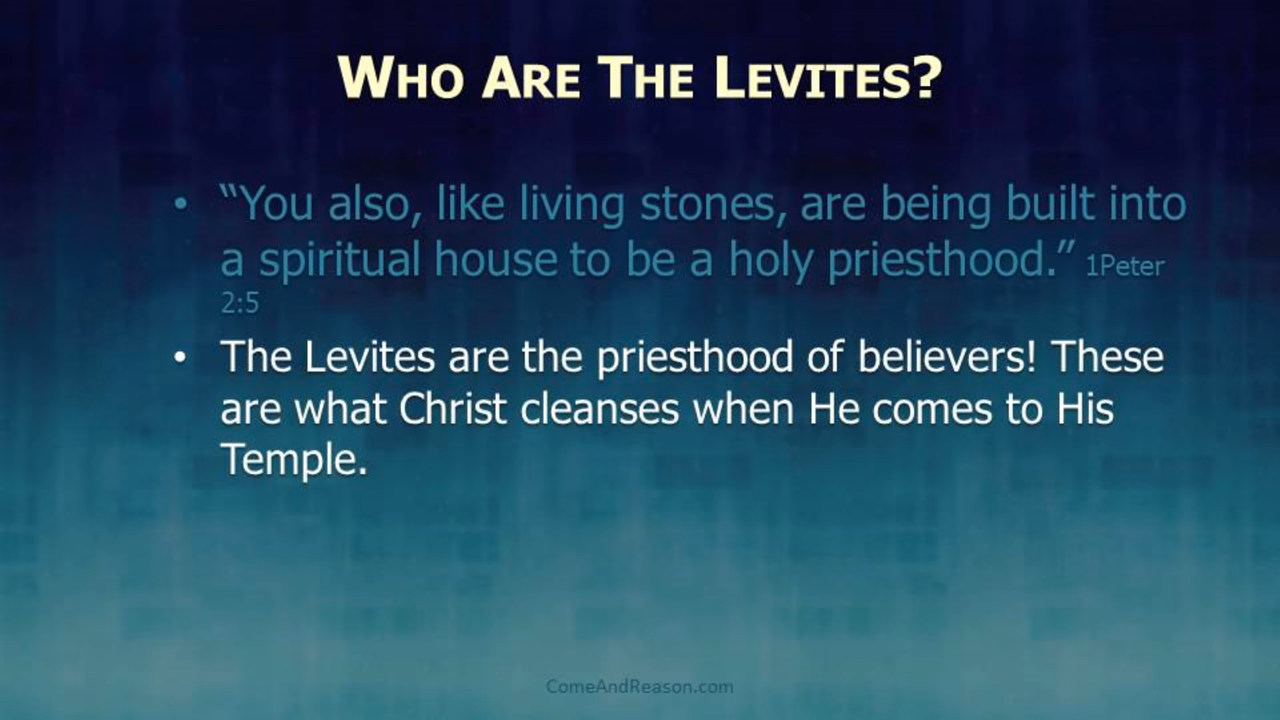 WHO ARE THE LEVITES?
• “You also, like living stones, are being built into
a spiritual house to be a holy priesthood.” 1Peter
2:5
• The Levites are the priesthood of believers! These
are what Christ cleanses when He comes to His
Temple.
ComeAndReason.com